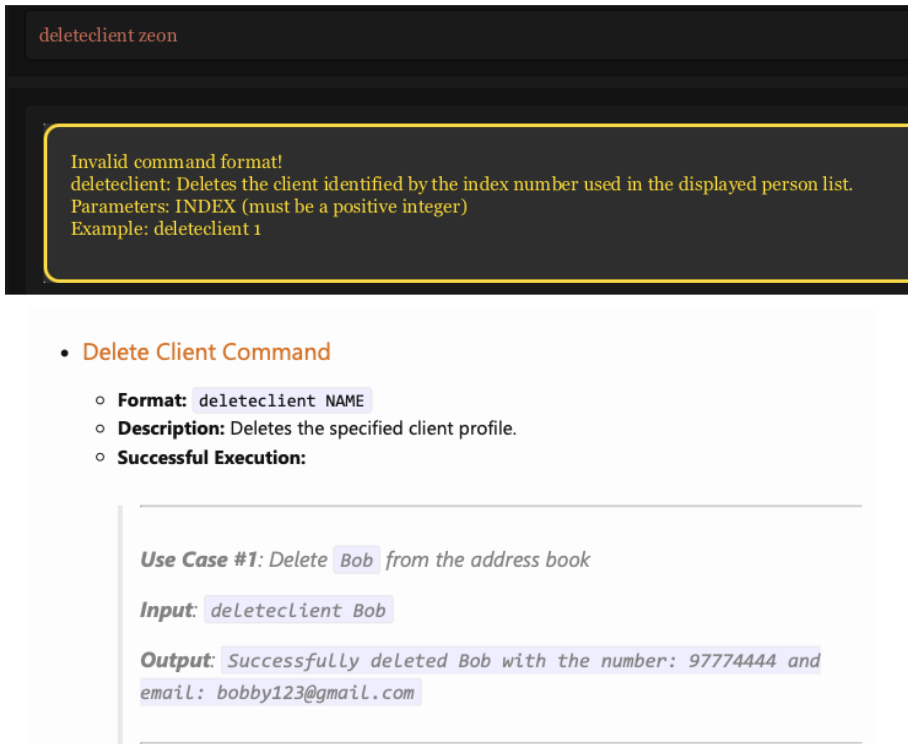 deleteclient zeon
Invalid command format!
deleteclient: Deletes the client identified by the index number used in the displayed person list.
Parameters: INDEX (must be a positive integer)
Example: deleteclient 1
Delete Client Command
Format: deleteclient NAME
Description: Deletes the specified client profile.
Successful Execution:
Use Case #1: Delete Bob from the address book
Input: deleteclient Bob
Output: Successfully deleted Bob with the number: 97774444 and
email: bobby123@gmail.com